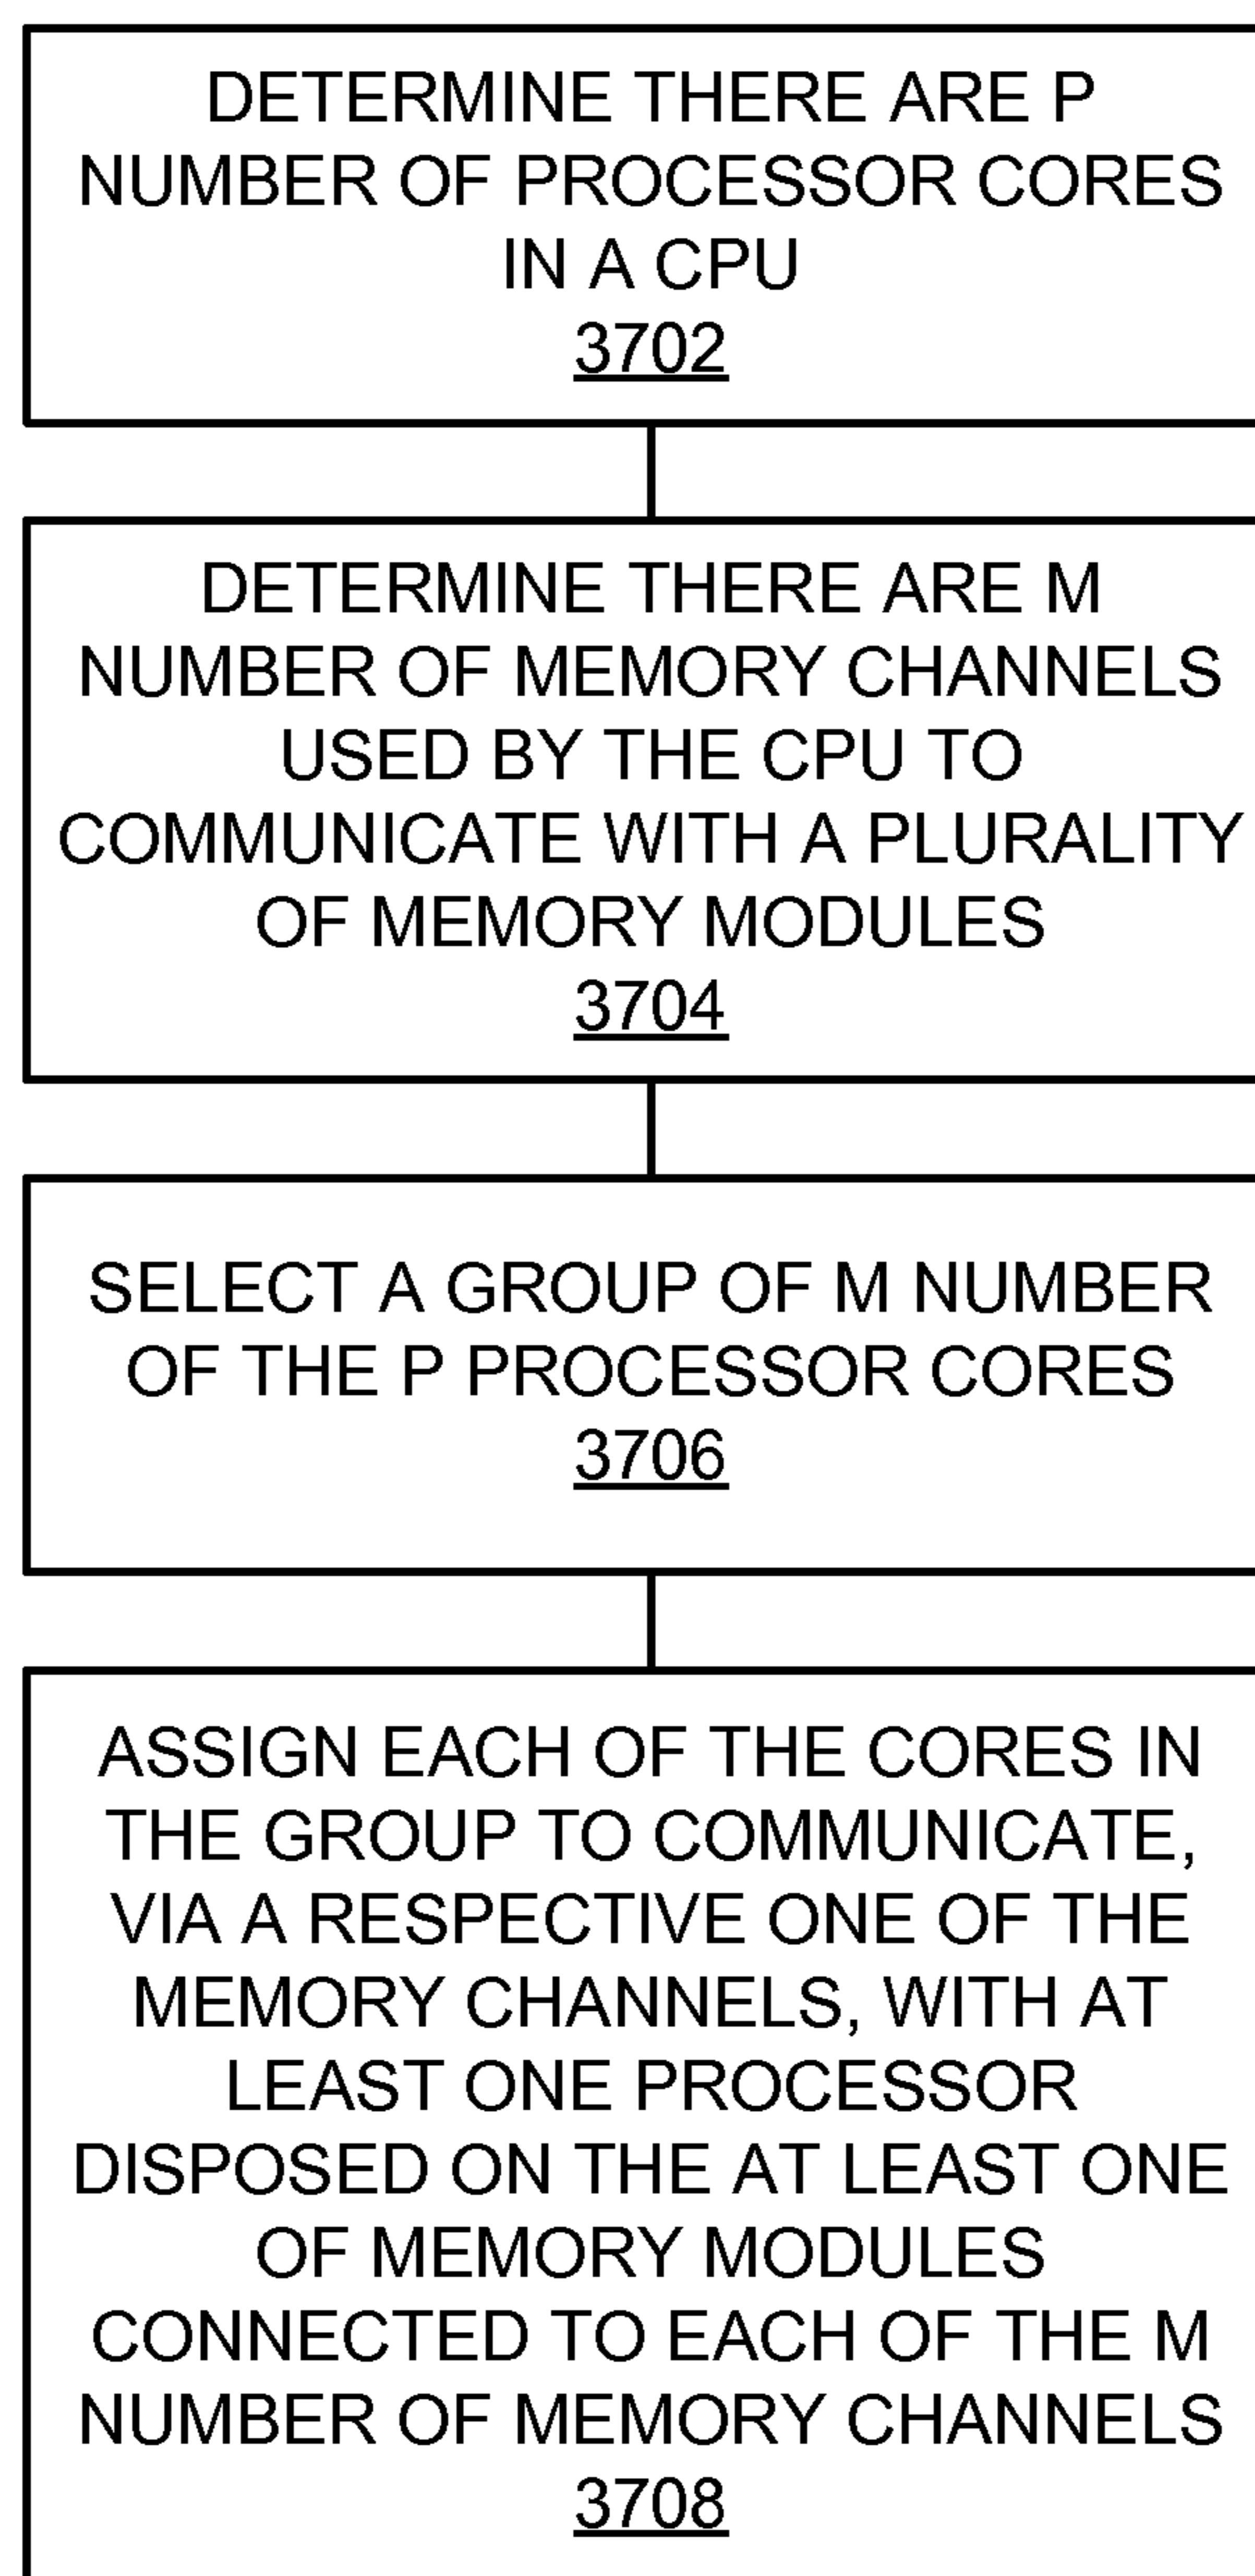 DETERMINE THERE ARE P
NUMBER OF PROCESSOR CORES
IN A CPU
3702
DETERMINE THERE ARE M
NUMBER OF MEMORY CHANNELS
USED BY THE CPU TO
COMMUNICATE WITH A PLURALITY
OF MEMORY MODULES
3704
SELECT A GROUP OF M NUMBER
OF THE P PROCESSOR CORES
3706
ASSIGN EACH OF THE CORES IN
THE GROUP TO COMMUNICATE,
VIA A RESPECTIVE ONE OF THE
MEMORY CHANNELS, WITH AT
LEAST ONE PROCESSOR
DISPOSED ON THE AT LEAST ONE
OF MEMORY MODULES
CONNECTED TO EACH OF THE M
NUMBER OF MEMORY CHANNELS
3708